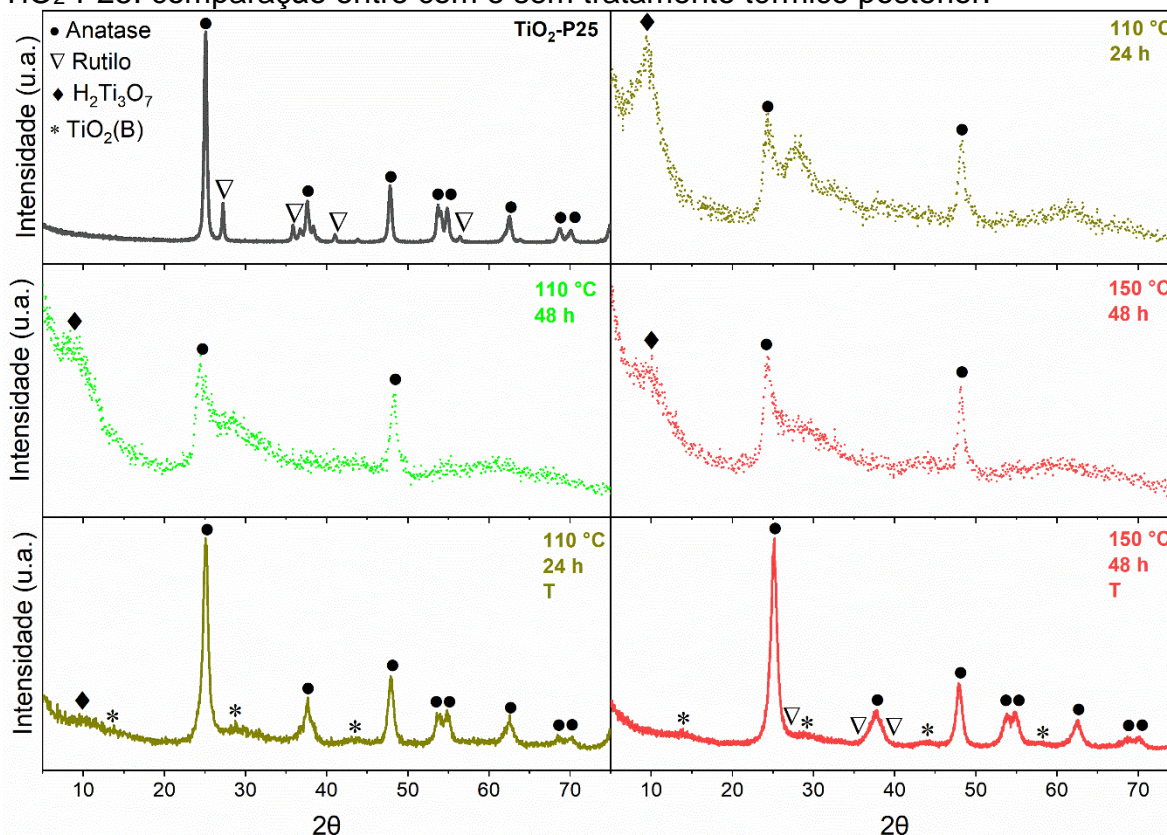 TiO₂-P25: comparação entre com e sem tratamento térmico posterior.
● Anatase
▽ Rutilo
◆ H₂Ti₃O₇
* TiO₂(B)
TiO₂-P25
110 °C
24 h
110 °C
48 h
150 °C
48 h
110 °C
24 h
T
150 °C
48 h
T
Intensidade (u.a.)
Intensidade (u.a.)
Intensidade (u.a.)
10 20 30 40 50 60 70
10 20 30 40 50 60 70
2θ
2θ